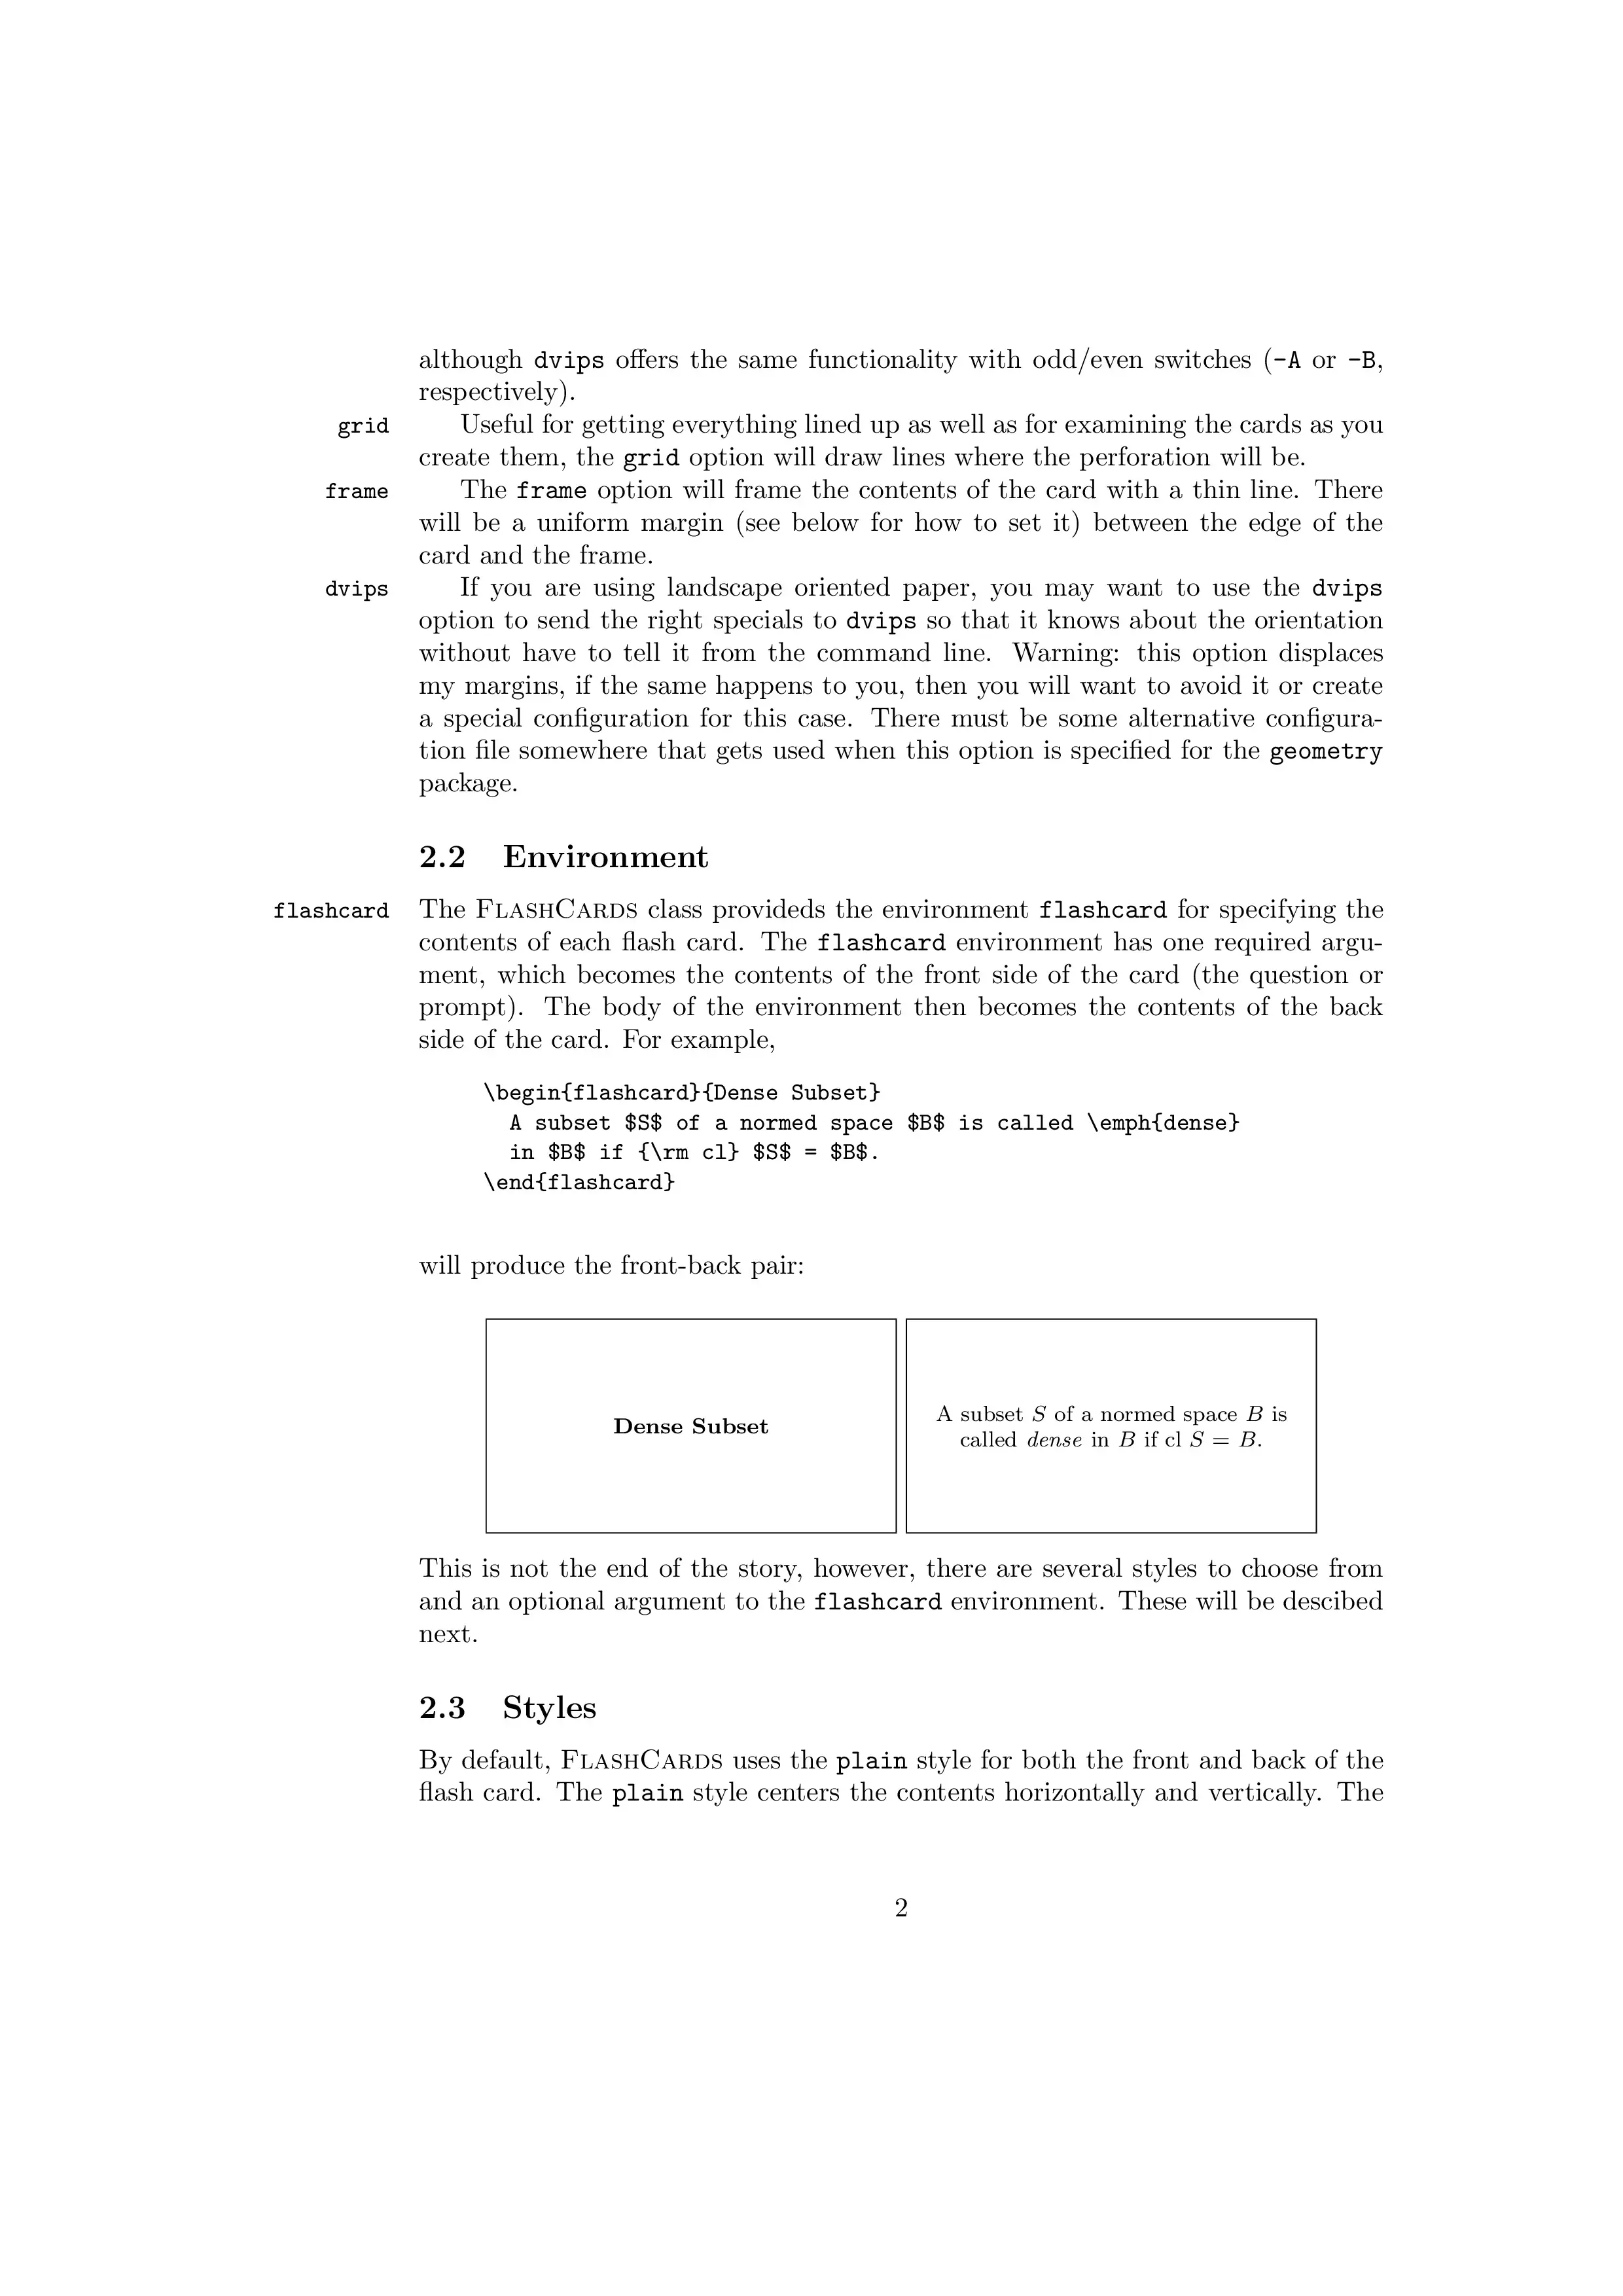 although dvips offers the same functionality with odd/even switches (-A or -B,
respectively).
grid Useful for getting everything lined up as well as for examining the cards as you
create them, the grid option will draw lines where the perforation will be.
frame The frame option will frame the contents of the card with a thin line. There
will be a uniform margin (see below for how to set it) between the edge of the
card and the frame.
dvips If you are using landscape oriented paper, you may want to use the dvips
option to send the right specials to dvips so that it knows about the orientation
without have to tell it from the command line. Warning: this option displaces
my margins, if the same happens to you, then you will want to avoid it or create
a special configuration for this case. There must be some alternative configura-
tion file somewhere that gets used when this option is specified for the geometry
package.
2.2 Environment
flashcard The FLASHCARDS class provideds the environment flashcard for specifying the
contents of each flash card. The flashcard environment has one required argu-
ment, which becomes the contents of the front side of the card (the question or
prompt). The body of the environment then becomes the contents of the back
side of the card. For example,
\begin{flashcard}{Dense Subset}
A subset $S$ of a normed space $B$ is called \emph{dense}
in $B$ if {\rm cl} $S$ = $B$.
\end{flashcard}
will produce the front-back pair:
Dense Subset
A subset S of a normed space B is
called dense in B if cl S = B.
This is not the end of the story, however, there are several styles to choose from
and an optional argument to the flashcard environment. These will be descibed
next.
2.3 Styles
By default, FLASHCARDS uses the plain style for both the front and back of the
flash card. The plain style centers the contents horizontally and vertically. The
2